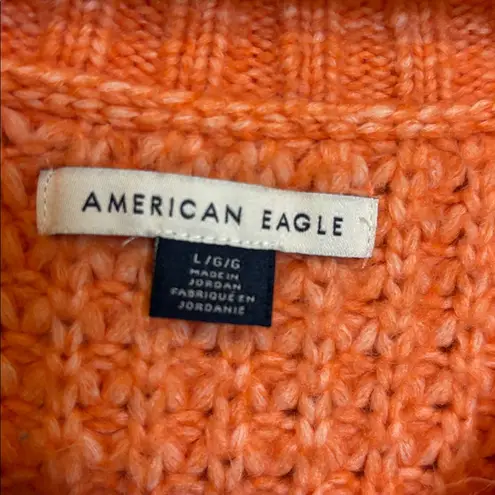 AMERICAN EAGLE
L/G/G
MADE IN
JORDAN
FABRIQUÉ EN
JORDANIE